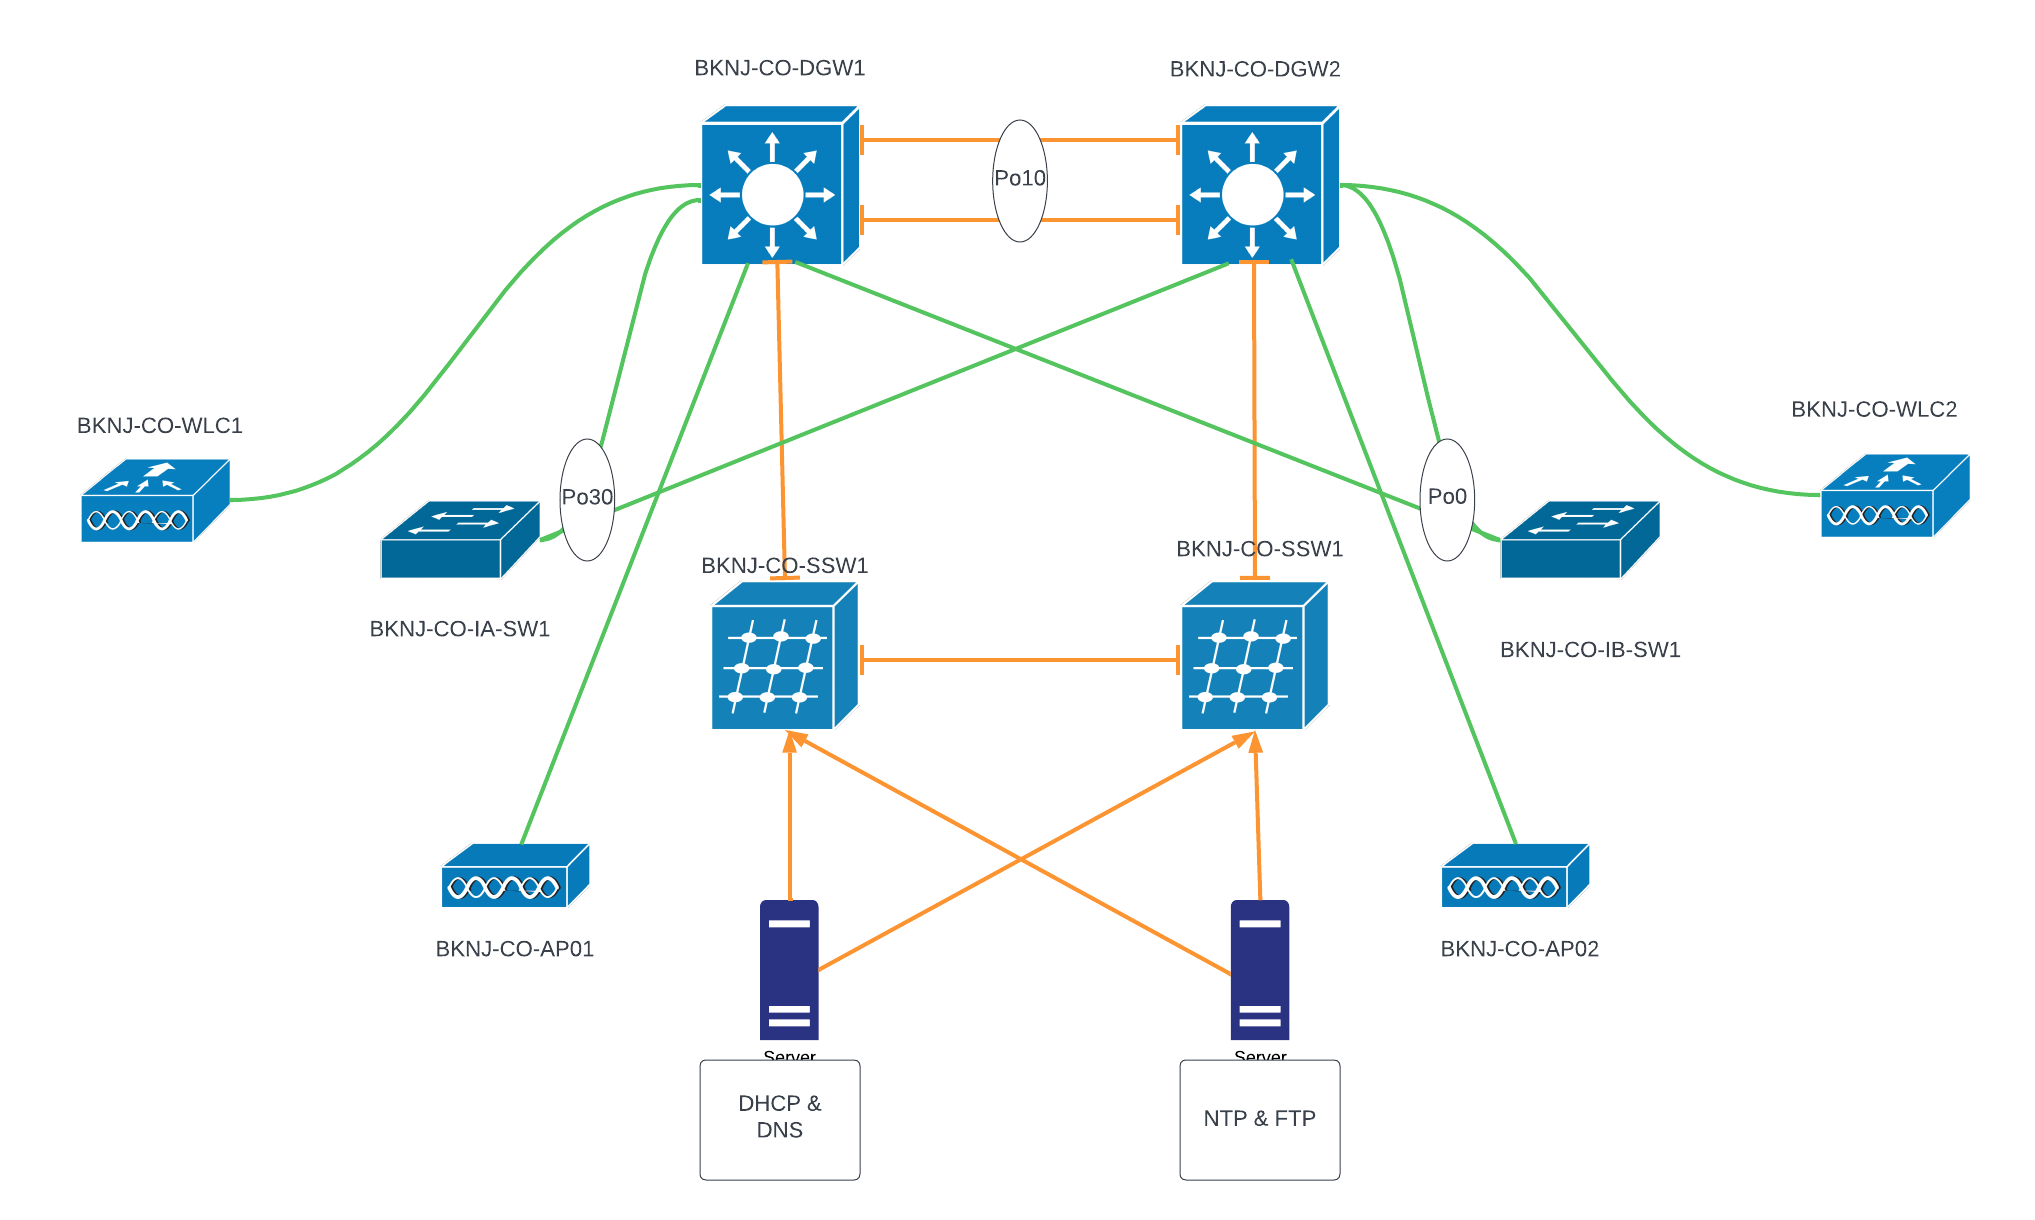 BKNJ-CO-DGW1
BKNJ-CO-DGW2
Po10
BKNJ-CO-WLC1
BKNJ-CO-WLC2
Po30
Po0
BKNJ-CO-SSW1
BKNJ-CO-SSW1
BKNJ-CO-IA-SW1
BKNJ-CO-IB-SW1
BKNJ-CO-AP01
BKNJ-CO-AP02
Server
Server
DHCP &
DNS
NTP & FTP